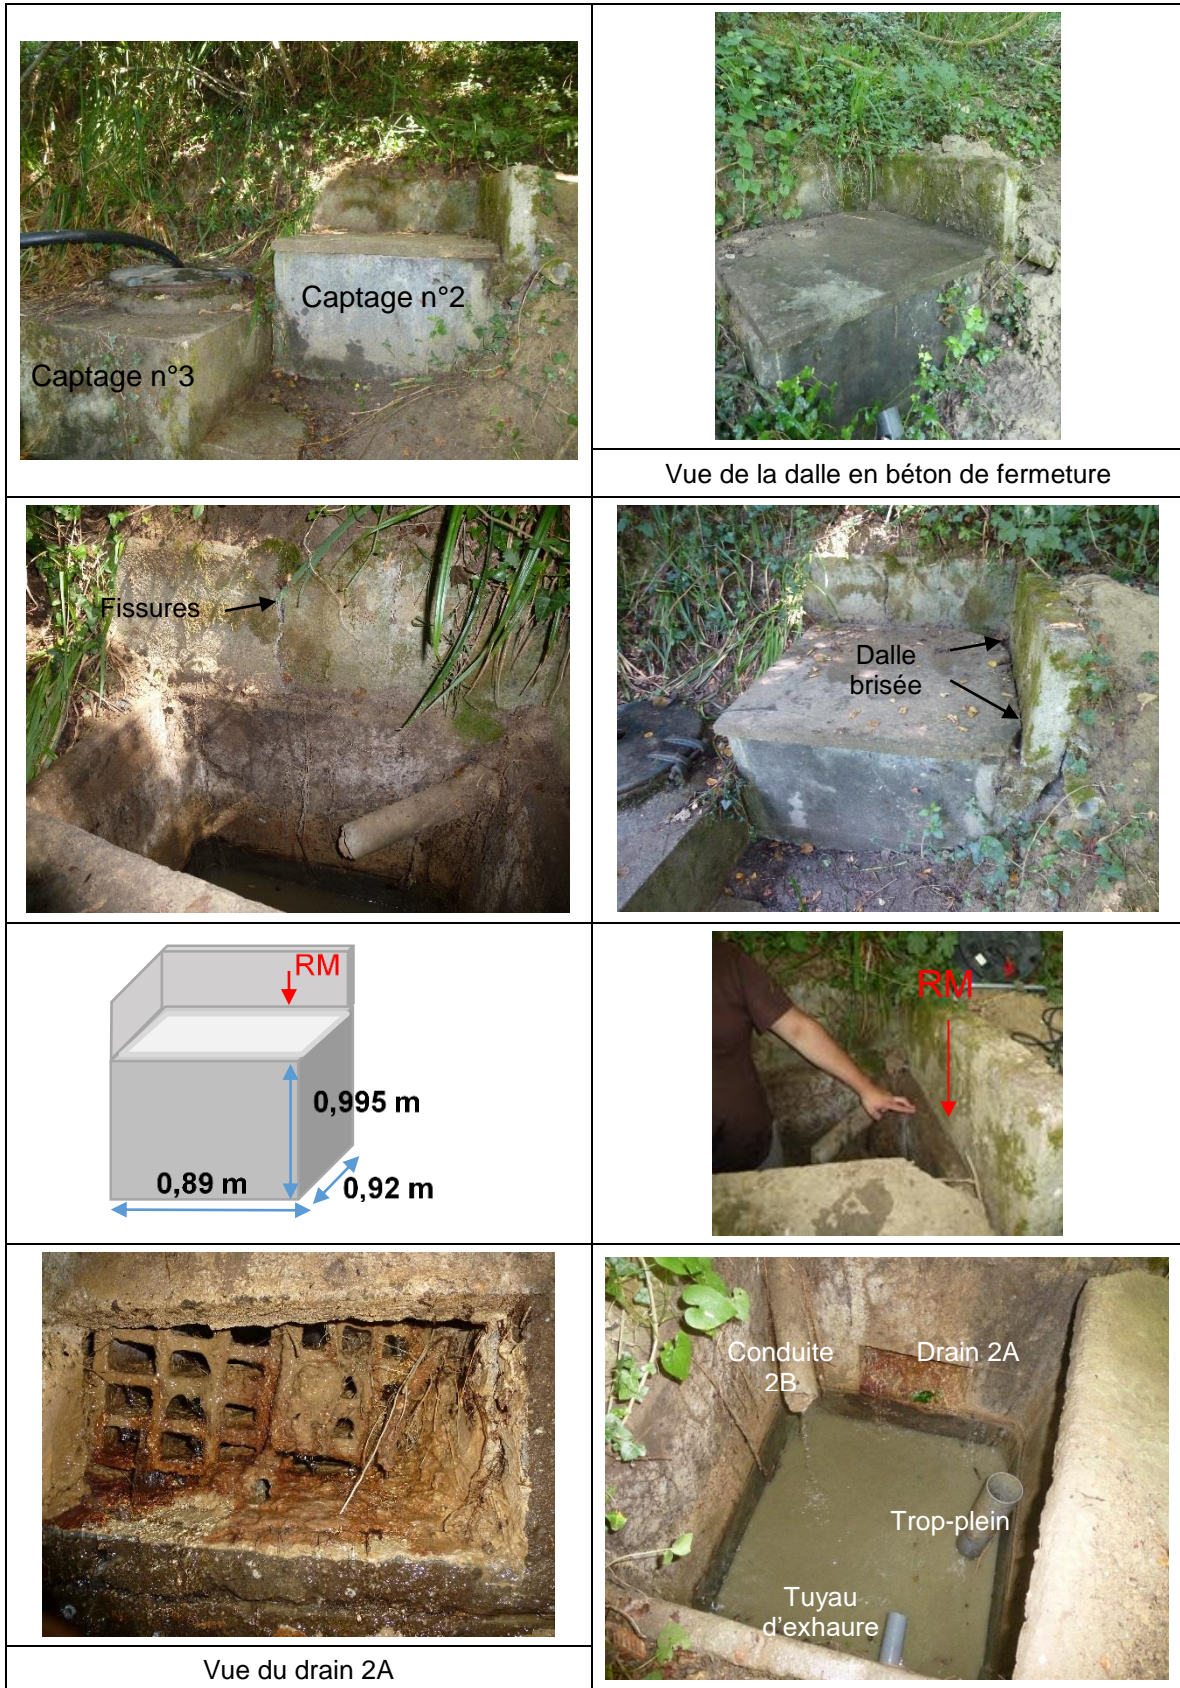 Captage n°2
Captage n°3
Vue de la dalle en béton de fermeture
Fissures
Dalle
brisée
RM
0,995 m
0,89 m
0,92 m
RM
Vue du drain 2A
Conduite
2B
Drain 2A
Trop-plein
Tuyau
d'exhaure